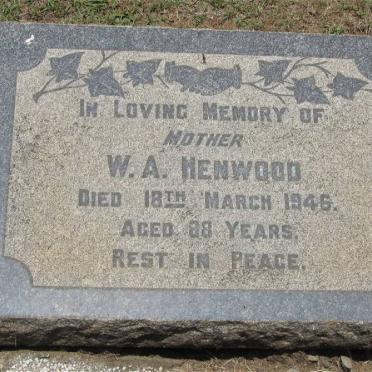 In Loving Memory of
Mother
W. A. Henwood
Died 18th March 1946.
Aged 88 Years.
Rest in Peace.